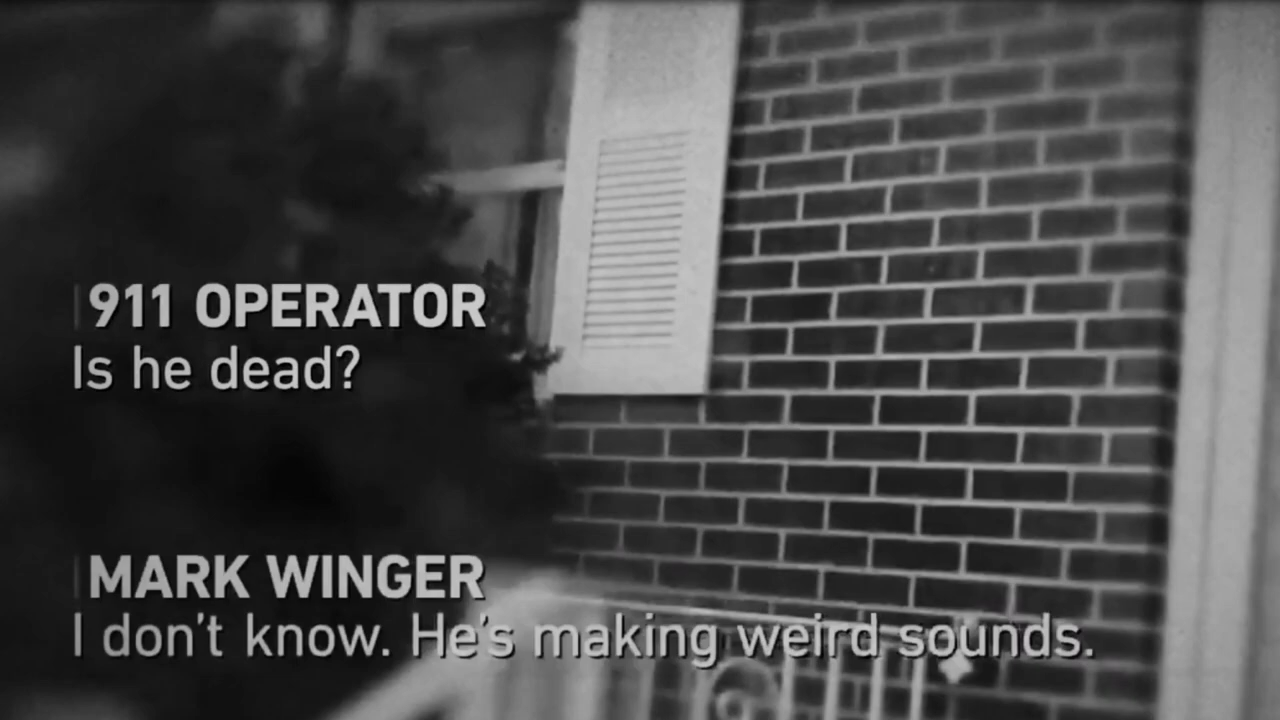 911 OPERATOR
Is he dead?
MARK WINGER
I don't know. He's making weird sounds.